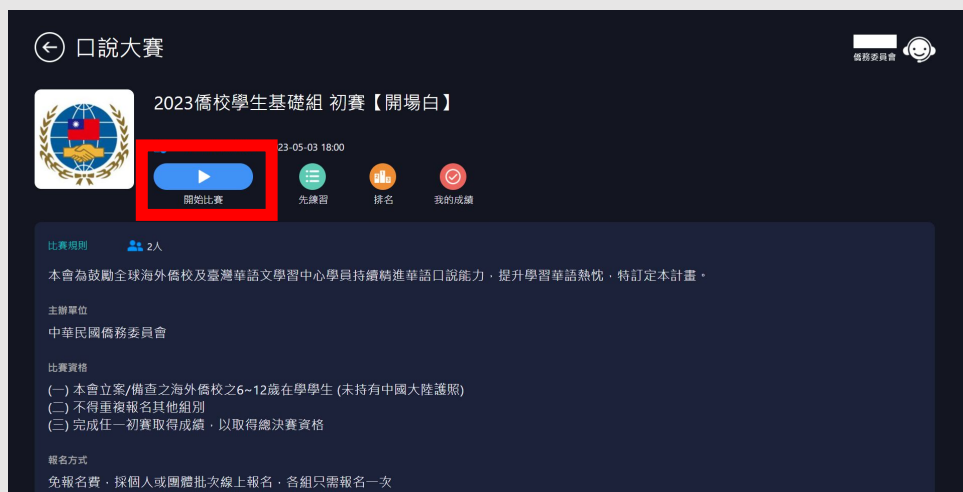 口說大賽
僑務委員會
2023僑校學生基礎組 初賽【開場白】
23-05-03 18:00
開始比賽
先練習
排名
我的成績
比賽規則
2人
本會為鼓勵全球海外僑校及臺灣華語文學習中心學員持續精進華語口說能力，提升學習華語熱忱，特訂定本計畫。
主辦單位
中華民國僑務委員會
比賽資格
(一) 本會立案/備查之海外僑校之6~12歲在學學生 (未持有中國大陸護照)
(二) 不得重複報名其他組別
(三) 完成任一初賽取得成績，以取得總決賽資格
報名方式
免報名費，採個人或團體批次線上報名，各組只需報名一次